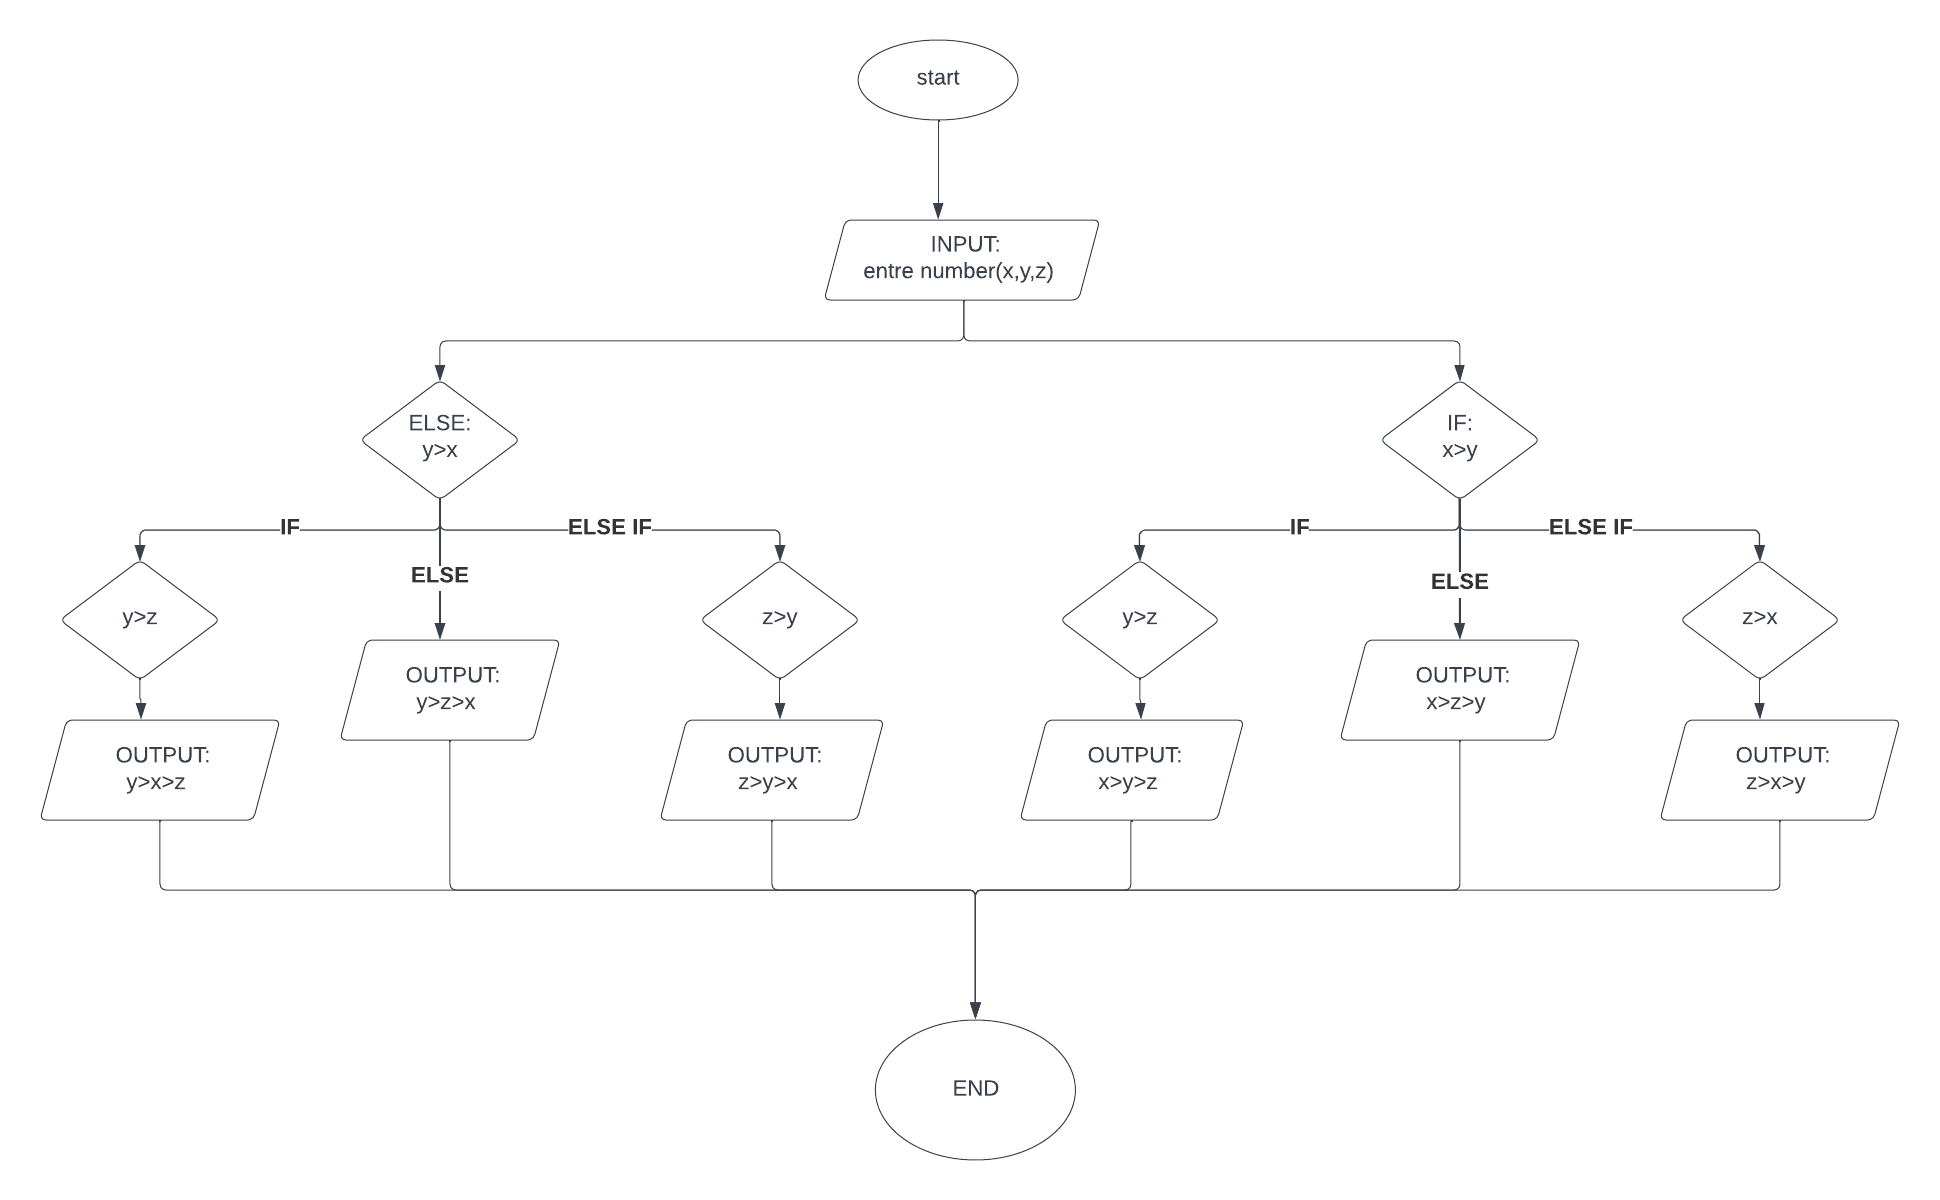 start
INPUT:
entre number(x,y,z)
ELSE:
y>x
IF:
x>y
IF
ELSE IF
ELSE
IF
ELSE IF
ELSE
y>z
z>y
y>z
z>x
OUTPUT:
y>z>x
OUTPUT:
x>z>y
OUTPUT:
y>x>z
OUTPUT:
z>y>x
OUTPUT:
x>y>z
OUTPUT:
z>x>y
END